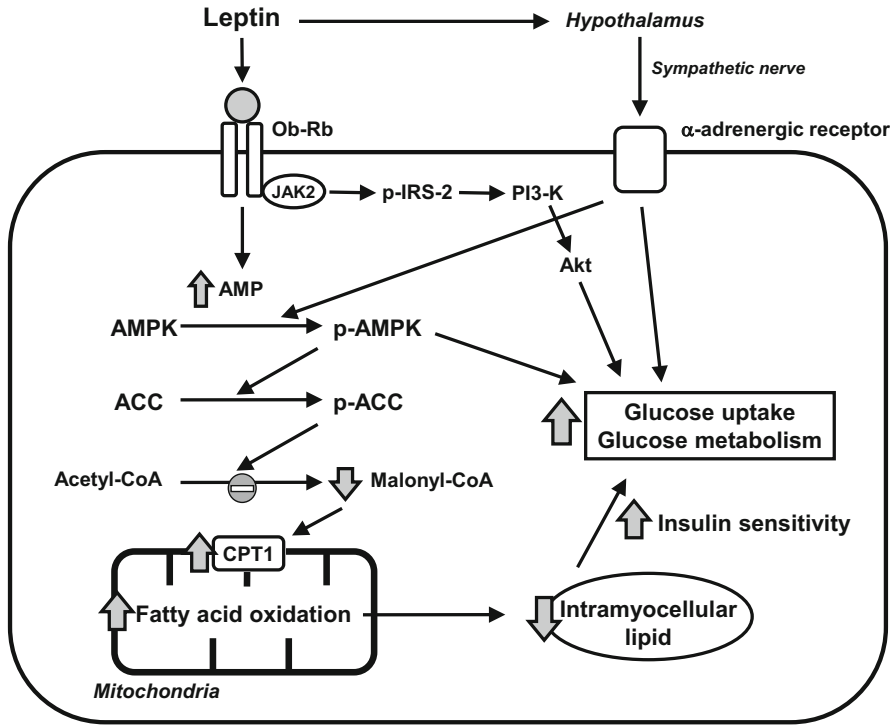 Leptin
Hypothalamus
Sympathetic nerve
Ob-Rb
α-adrenergic receptor
JAK2
p-IRS-2
PI3-K
Akt
AMP
AMPK
p-AMPK
ACC
p-ACC
Glucose uptake
Glucose metabolism
Acetyl-CoA
Malonyl-CoA
Insulin sensitivity
CPT1
Fatty acid oxidation
Intramyocellular
lipid
Mitochondria